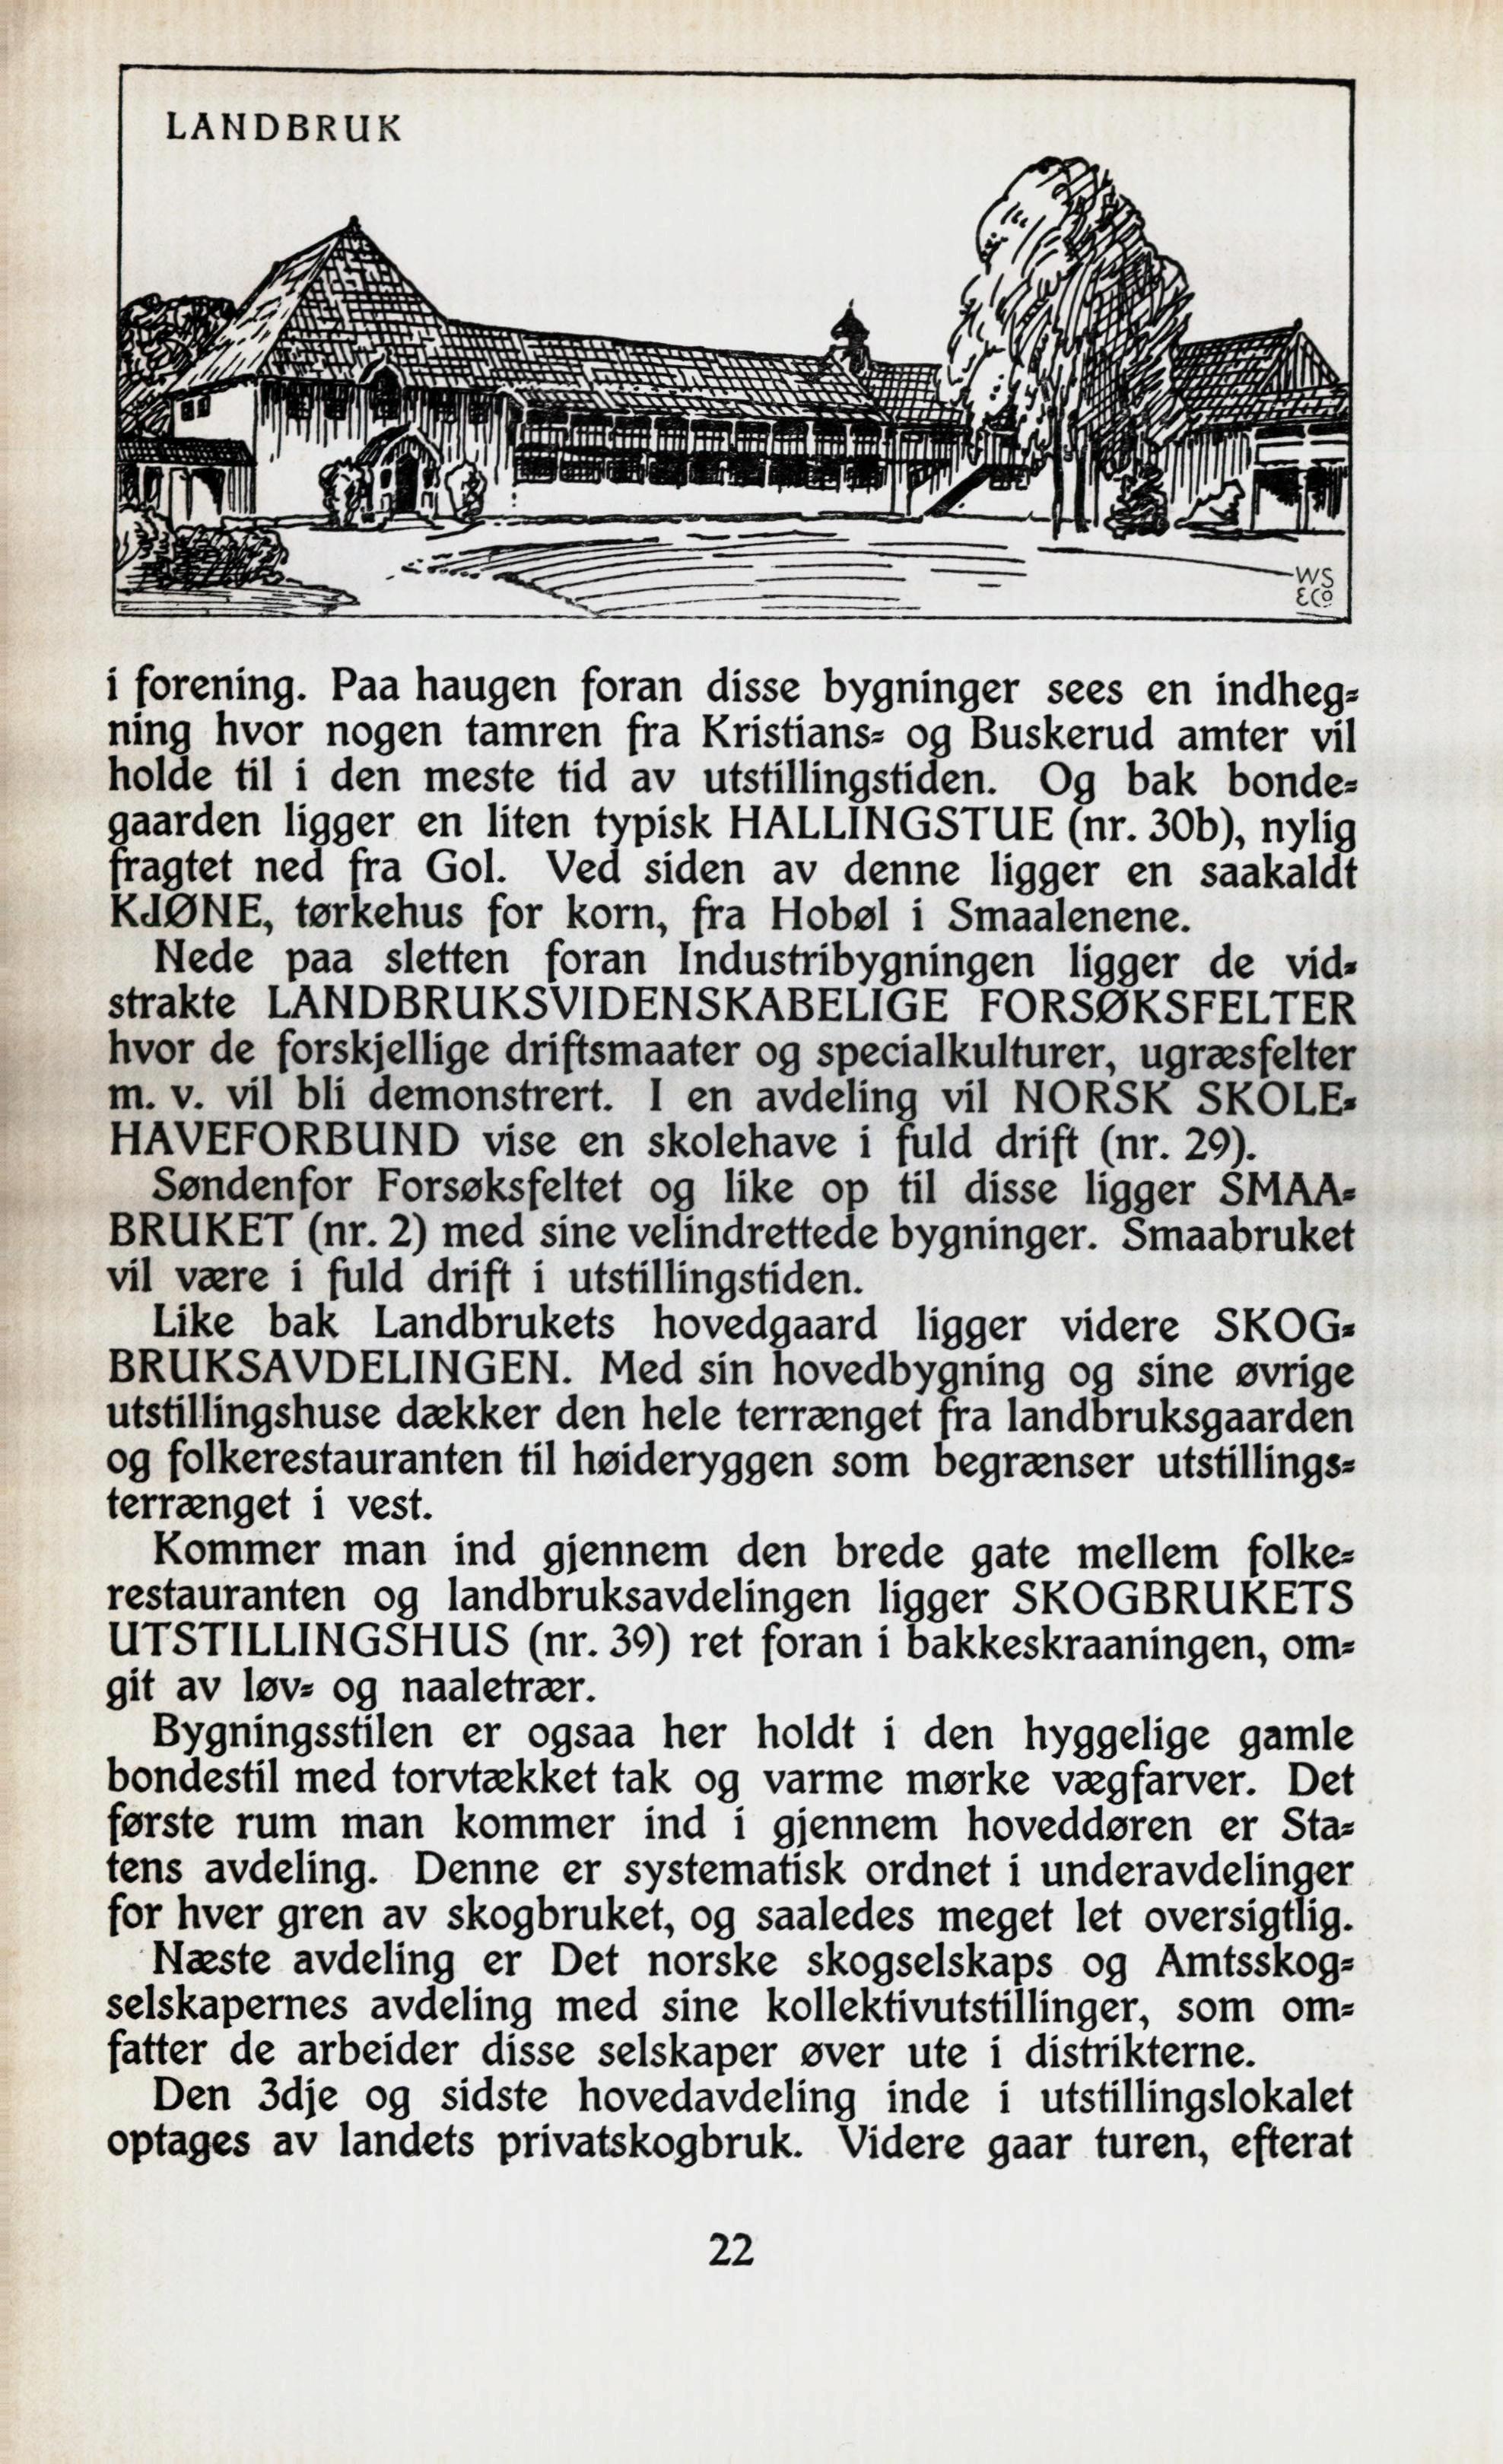 LANDBRUK
WS
&Co
i forening. Paa haugen foran disse bygninger sees en indheg-
ning hvor nogen tamren fra Kristians- og Buskerud amter vil
holde til i den meste tid av utstillingstiden. Og bak bonde-
gaarden ligger en liten typisk HALLINGSTUE (nr. 30b), nylig
fragtet ned fra Gol. Ved siden av denne ligger en saakaldt
KJØNE, tørkehus for korn, fra Hobøl i Smaalenene.
Nede paa sletten foran Industribygningen ligger de vid-
strakte LANDBRUKSVIDENSKABELIGE FORSØKSFELTER
hvor de forskjellige driftsmaater og specialkulturer, ugræsfelter
m. v. vil bli demonstrert. I en avdeling vil NORSK SKOLE-
HAVEFORBUND vise en skolehave i fuld drift (nr. 29).
Søndenfor Forsøksfeltet og like op til disse ligger SMAA-
BRUKET (nr. 2) med sine velindrettede bygninger. Smaabruket
vil være i fuld drift i utstillingstiden.
Like bak Landbrukets hovedgaard ligger videre SKOG-
BRUKSAVDELINGEN. Med sin hovedbygning og sine øvrige
utstillingshuse dækker den hele terrænget fra landbruksgaarden
og folkerestauranten til høideryggen som begrænser utstillings-
terrænget i vest.
Kommer man ind gjennem den brede gate mellem folke-
restauranten og landbruksavdelingen ligger SKOGBRUKETS
UTSTILLINGSHUS (nr. 39) ret foran i bakkeskraaningen, om-
git av løv- og naaletrær.
Bygningsstilen er ogsaa her holdt i den hyggelige gamle
bondestil med torvtækket tak og varme mørke vægfarver. Det
første rum man kommer ind i gjennem hoveddøren er Sta-
tens avdeling. Denne er systematisk ordnet i underavdelinger
for hver gren av skogbruket, og saaledes meget let oversigtlig.
Næste avdeling er Det norske skogselskaps og Amtsskog-
selskapernes avdeling med sine kollektivutstillinger, som om-
fatter de arbeider disse selskaper øver ute i distrikterne.
Den 3dje og sidste hovedavdeling inde i utstillingslokalet
optages av landets privatskogbruk. Videre gaar turen, efterat
22